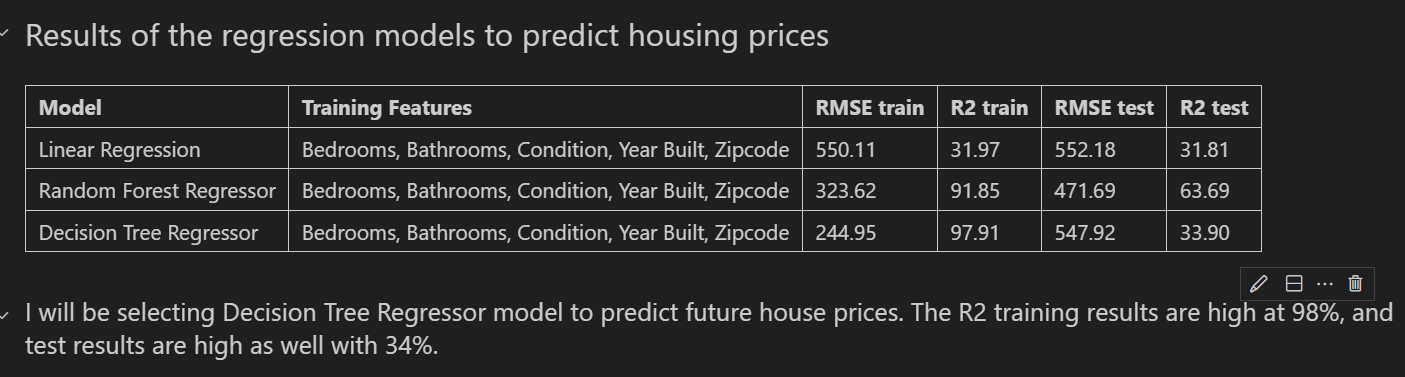 Results of the regression models to predict housing prices
Model Training Features RMSE train R2 train RMSE test R2 test
Linear Regression Bedrooms, Bathrooms, Condition, Year Built, Zipcode 550.11 31.97 552.18 31.81
Random Forest Regressor Bedrooms, Bathrooms, Condition, Year Built, Zipcode 323.62 91.85 471.69 63.69
Decision Tree Regressor Bedrooms, Bathrooms, Condition, Year Built, Zipcode 244.95 97.91 547.92 33.90
I will be selecting Decision Tree Regressor model to predict future house prices. The R2 training results are high at 98%, and
test results are high as well with 34%.